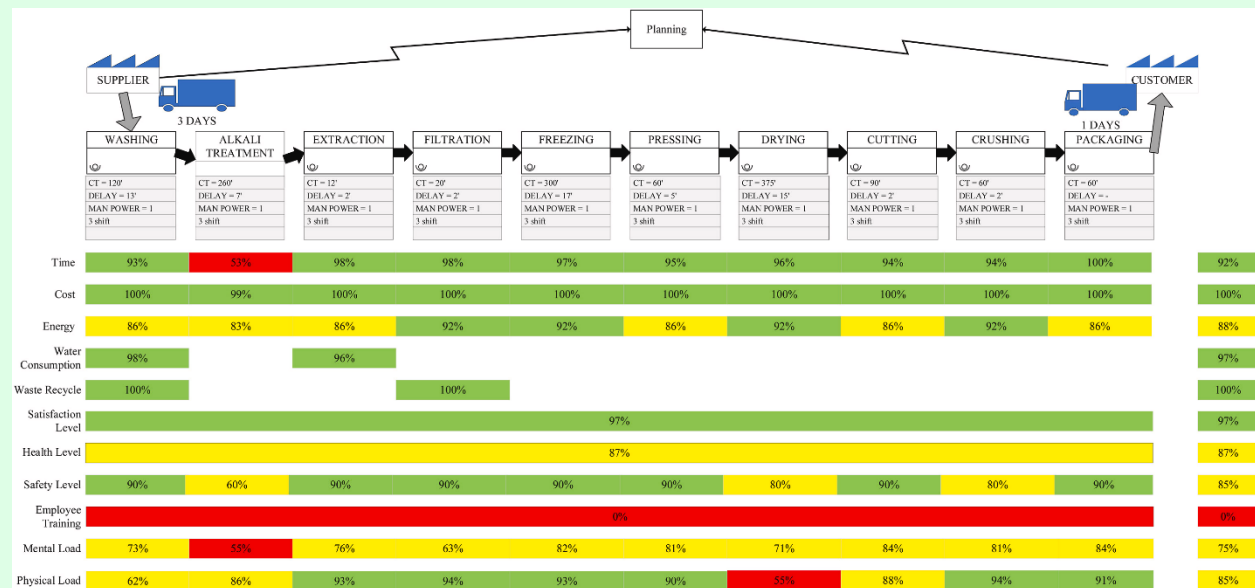 Planning
SUPPLIER
CUSTOMER
3 DAYS
1 DAYS
WASHING
ALKALI
TREATMENT
EXTRACTION
FILTRATION
FREEZING
PRESSING
DRYING
CUTTING
CRUSHING
PACKAGING
CT = 120' CT = 260' CT = 12' CT = 20' CT = 300' CT = 60' CT = 375' CT = 90' CT = 60' CT = 60'
DELAY = 13' DELAY = 7' DELAY = 2' DELAY = 2' DELAY = 17' DELAY = 5' DELAY = 15' DELAY = 2' DELAY = 2' DELAY = -
MAN POWER = 1 MAN POWER = 1 MAN POWER = 1 MAN POWER = 1 MAN POWER = 1 MAN POWER = 1 MAN POWER = 1 MAN POWER = 1 MAN POWER = 1 MAN POWER = 1
3 shift 3 shift 3 shift 3 shift 3 shift 3 shift 3 shift 3 shift 3 shift 3 shift
Time 93% 53% 98% 98% 97% 95% 96% 94% 94% 100% 92%
Cost 100% 99% 100% 100% 100% 100% 100% 100% 100% 100% 100%
Energy 86% 83% 86% 92% 92% 86% 92% 86% 92% 86% 88%
Water
Consumption 98% 96% 97%
Waste Recycle 100% 100% 100%
Satisfaction
Level 97% 97%
Health Level 87% 87%
Safety Level 90% 60% 90% 90% 90% 90% 80% 90% 80% 90% 85%
Employee
Training 0% 0%
Mental Load 73% 55% 76% 63% 82% 81% 71% 84% 81% 84% 75%
Physical Load 62% 86% 93% 94% 93% 90% 55% 88% 94% 91% 85%